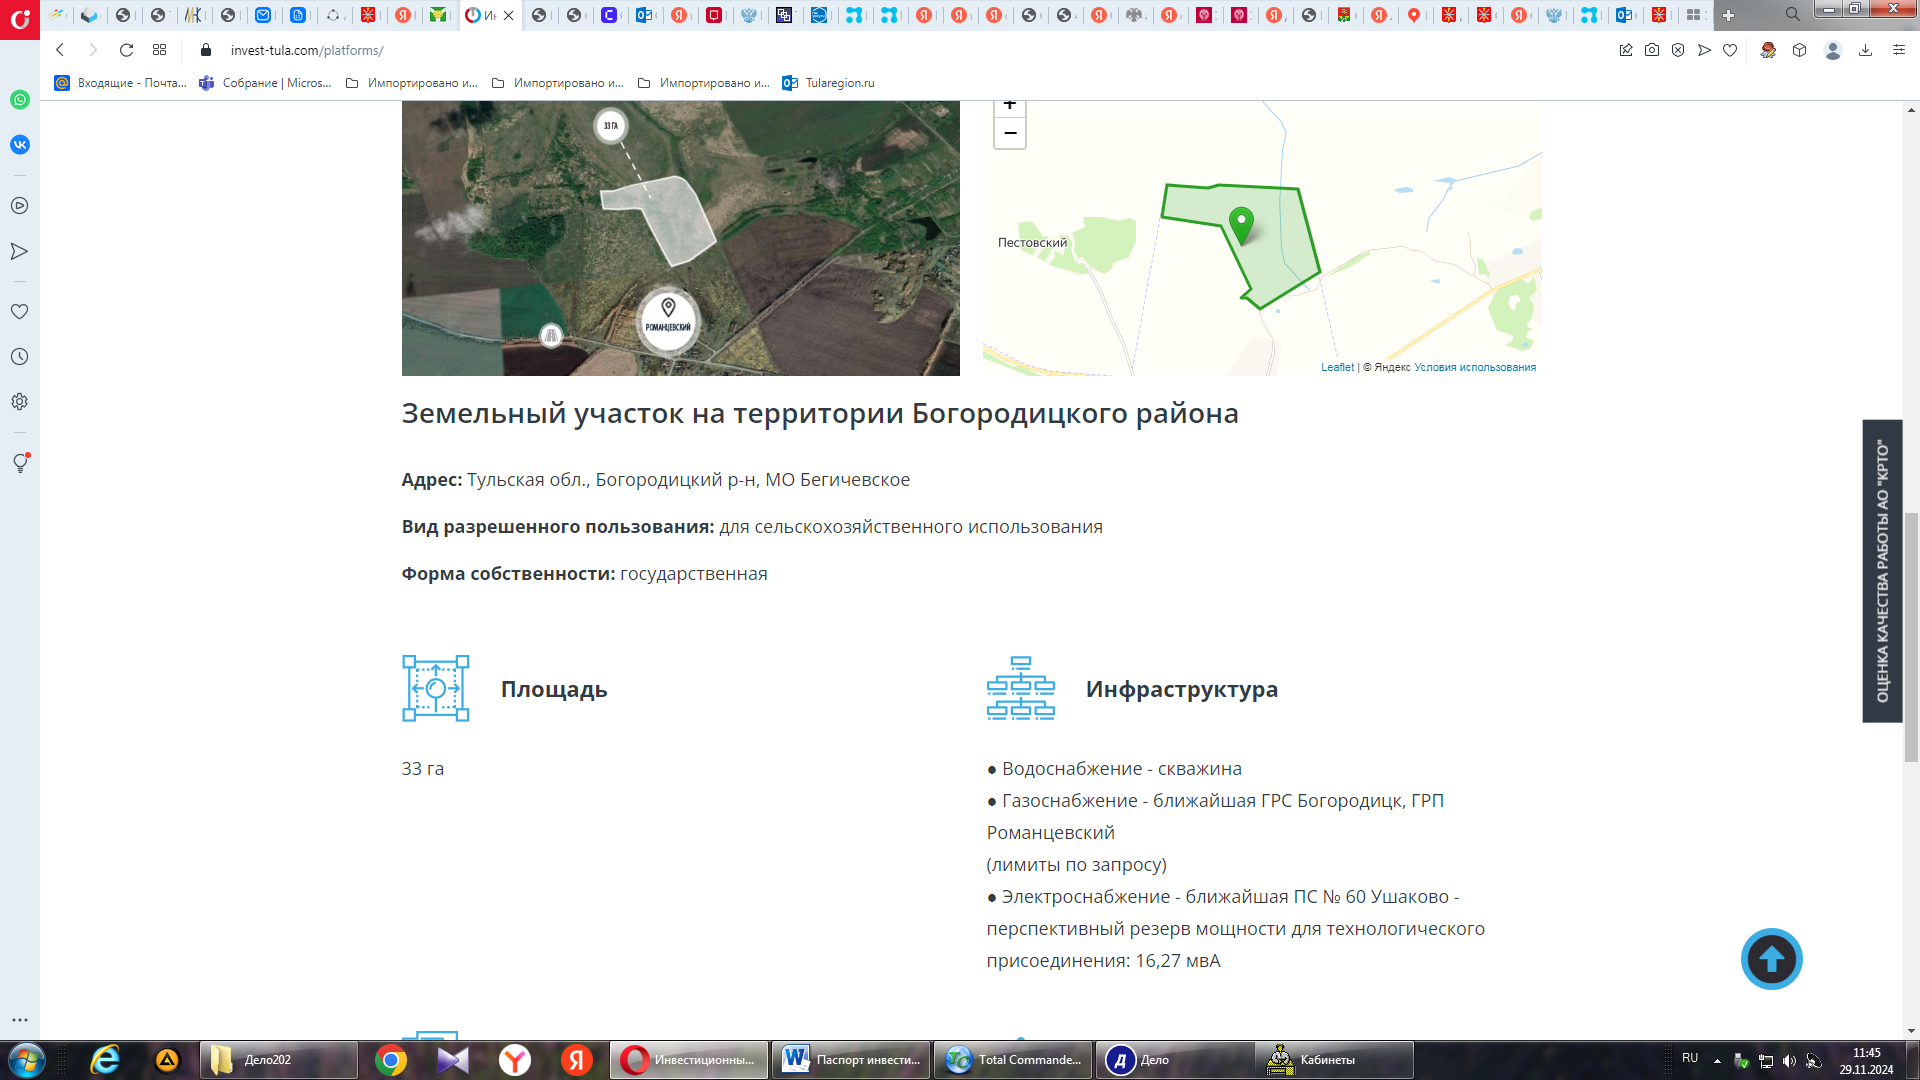 invest-tula.com/platforms/
Входящие - Почта...
Собрание | Micros...
Импортировано и...
Импортировано и...
Импортировано и...
Tularegion.ru
33 ГА
РОМАНЦЕВСКИЙ
+
−
Пестовский
Leaflet | © Яндекс Условия использования
Земельный участок на территории Богородицкого района
Адрес: Тульская обл., Богородицкий р-н, МО Бегичевское
Вид разрешенного пользования: для сельскохозяйственного использования
Форма собственности: государственная
ОЦЕНКА КАЧЕСТВА РАБОТЫ АО "КРТО"
Площадь
33 га
Инфраструктура
● Водоснабжение - скважина
● Газоснабжение - ближайшая ГРС Богородицк, ГРП
Романцевский
(лимиты по запросу)
● Электроснабжение - ближайшая ПС № 60 Ушаково -
перспективный резерв мощности для технологического
присоединения: 16,27 мвА
Дело202
Инвестиционны...
Паспорт инвести...
Total Commande...
Дело
Кабинеты
RU
11:45
29.11.2024